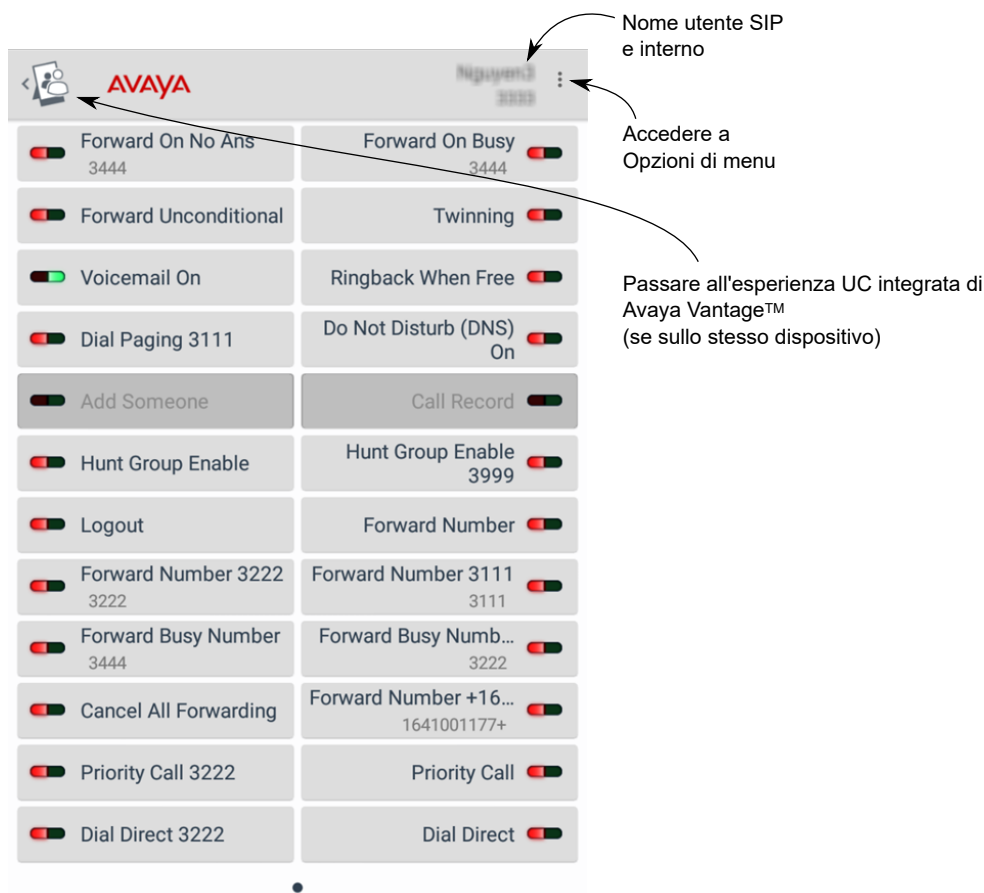 Nome utente SIP
e interno
AVAYA
Nguyen3
3333
Accedere a
Opzioni di menu
Passare all'esperienza UC integrata di
Avaya Vantage™
(se sullo stesso dispositivo)
Forward On No Ans
3444
Forward On Busy
3444
Forward Unconditional
Twinning
Voicemail On
Ringback When Free
Dial Paging 3111
Do Not Disturb (DNS)
On
Add Someone
Call Record
Hunt Group Enable
Hunt Group Enable
3999
Logout
Forward Number
Forward Number 3222
3222
Forward Number 3111
3111
Forward Busy Number
3444
Forward Busy Numb...
3222
Cancel All Forwarding
Forward Number +16...
1641001177+
Priority Call 3222
Priority Call
Dial Direct 3222
Dial Direct